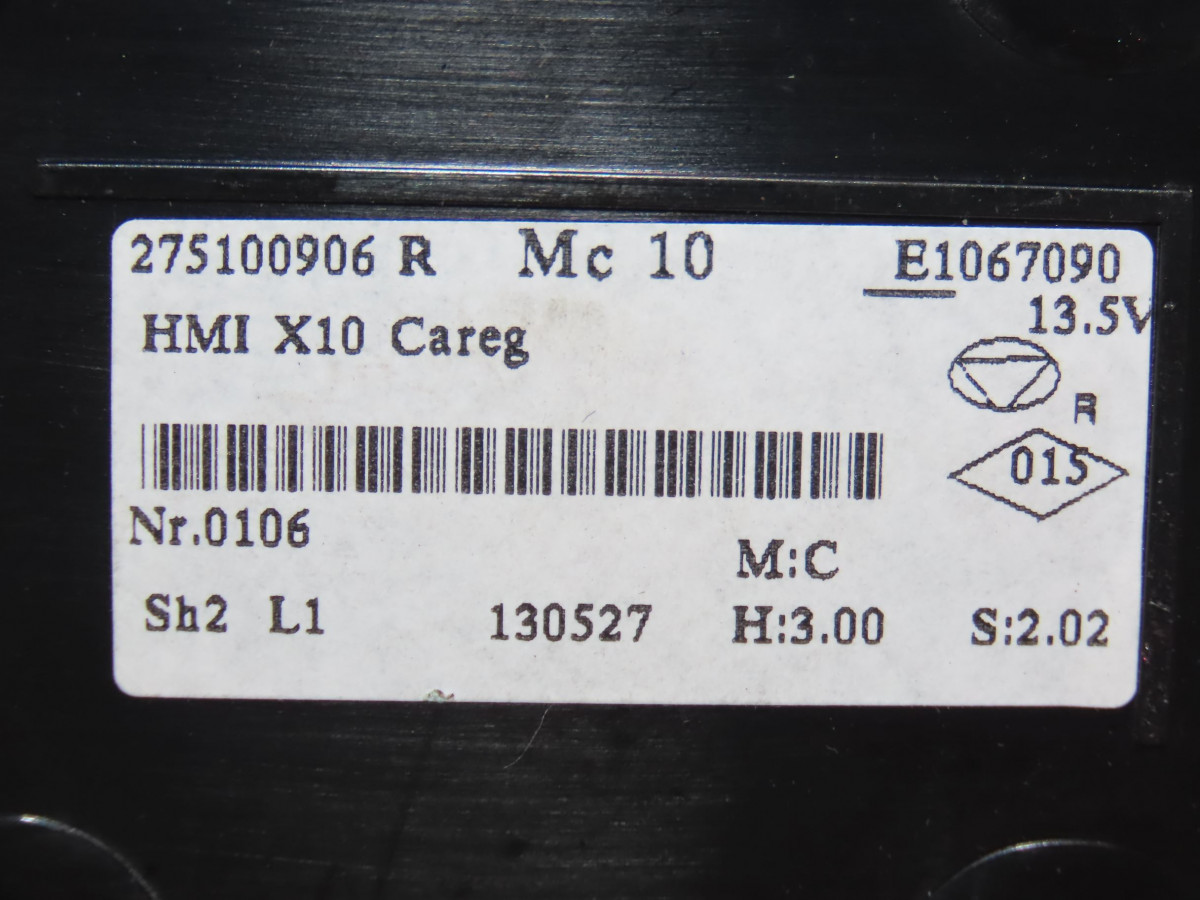 275100906 R Mc 10 E1067090
13.5V
HMI X10 Careg
R
015
Nr.0106
M:C
Sh2 L1 130527 H:3.00 S:2.02